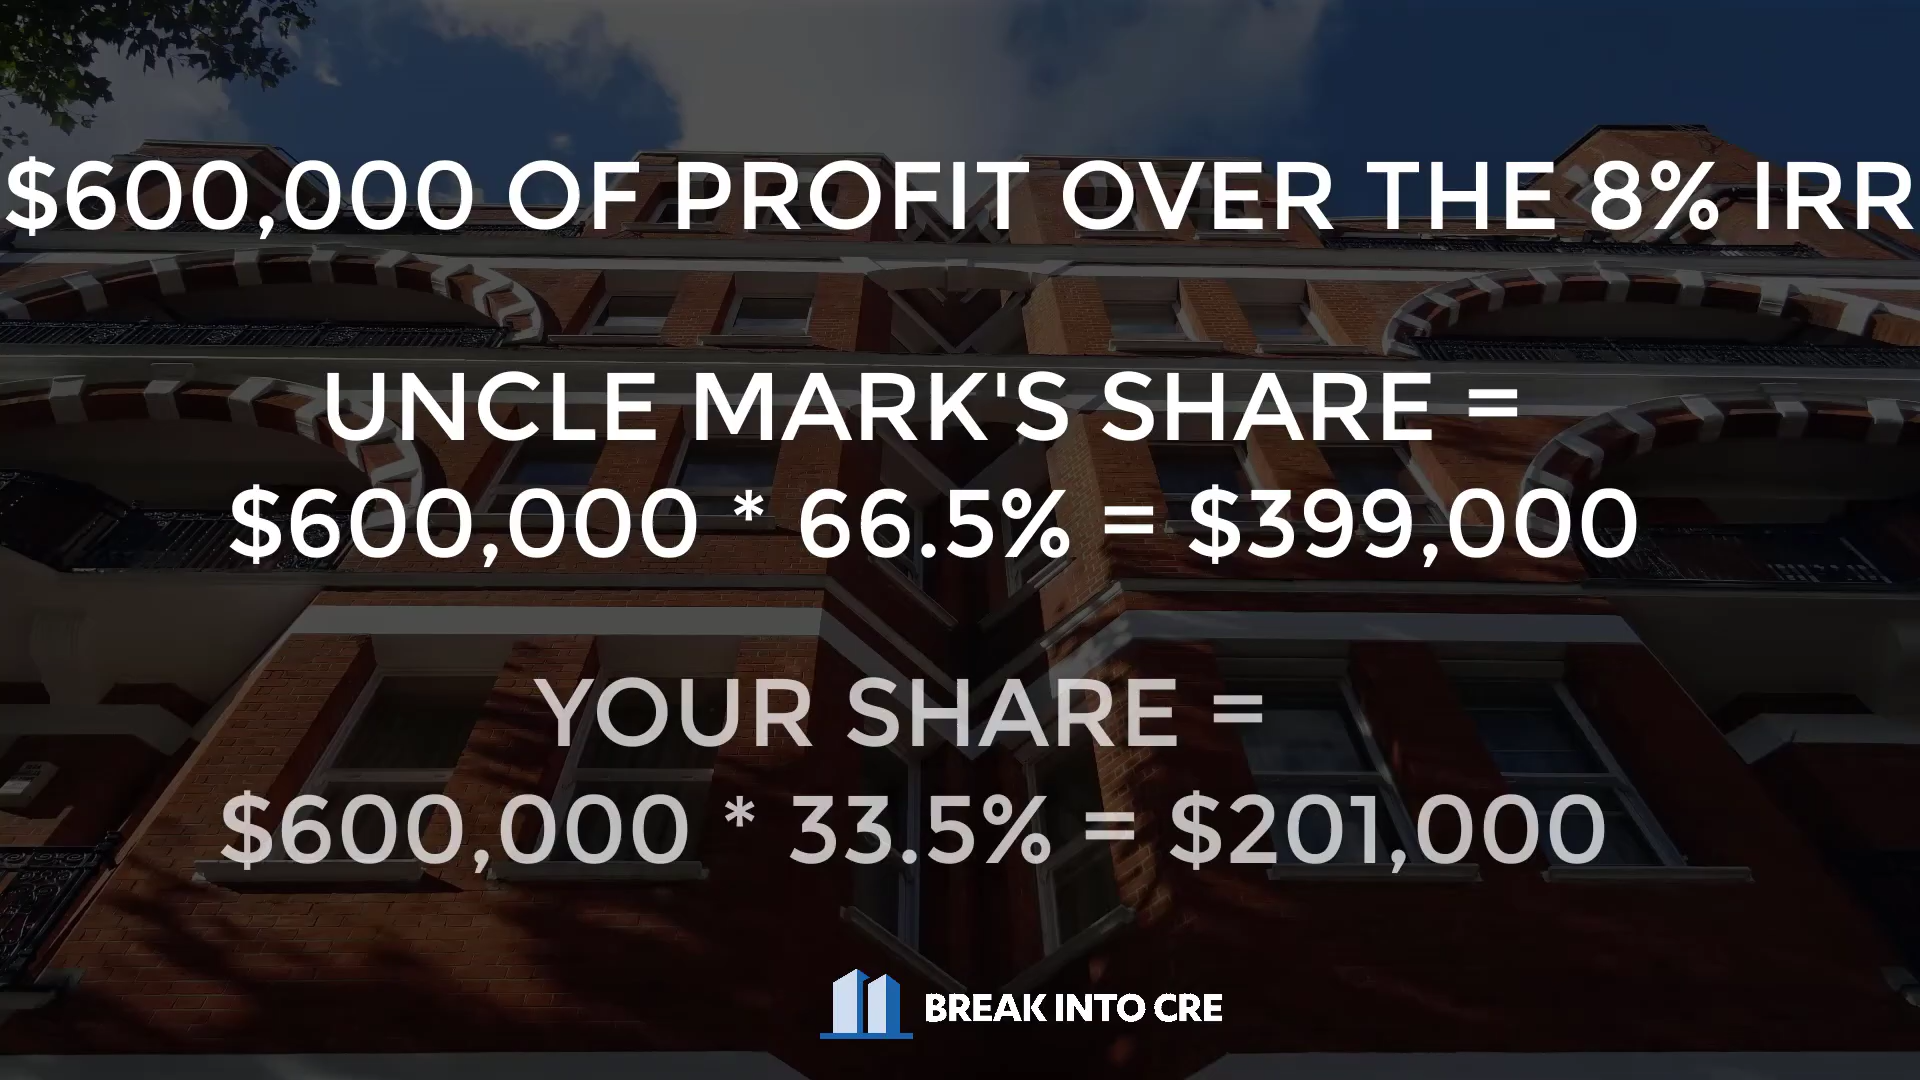 $600,000 OF PROFIT OVER THE 8% IRR
UNCLE MARK'S SHARE =
$600,000 * 66.5% = $399,000
YOUR SHARE =
$600,000 * 33.5% = $201,000
BREAK INTO CRE